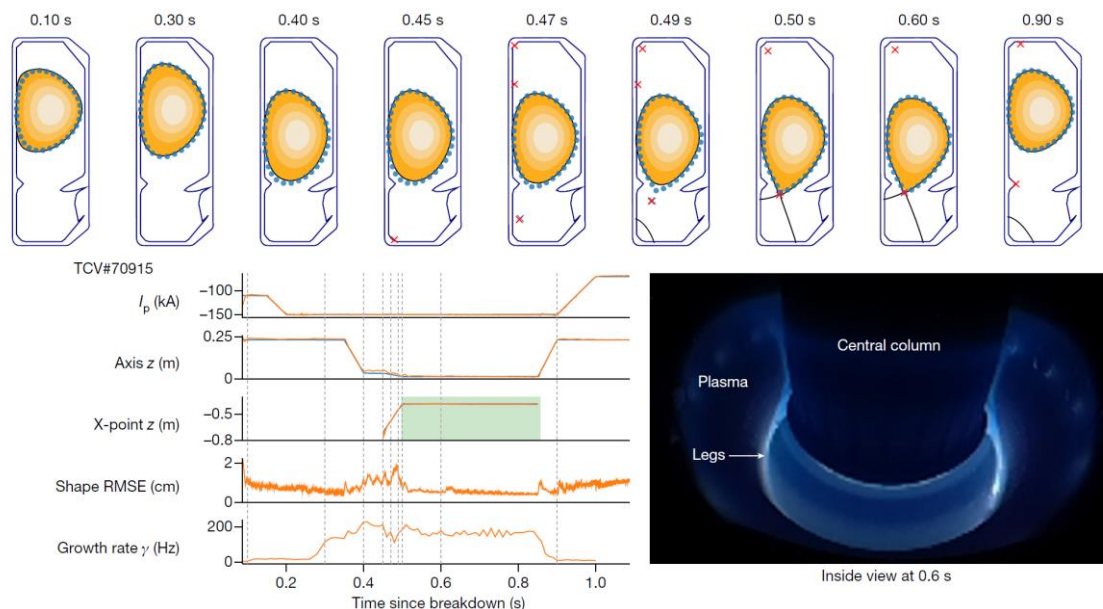 0.10 s 0.30 s 0.40 s 0.45 s 0.47 s 0.49 s 0.50 s 0.60 s 0.90 s
TCV#70915
Ip (kA)
−100
−150
Axis z (m)
0.25
0
X-point z (m)
−0.5
−0.8
Shape RMSE (cm)
2
0
Growth rate γ (Hz)
200
0
0.2 0.4 0.6 0.8 1.0
Time since breakdown (s)
Central column
Plasma
Legs
Inside view at 0.6 s